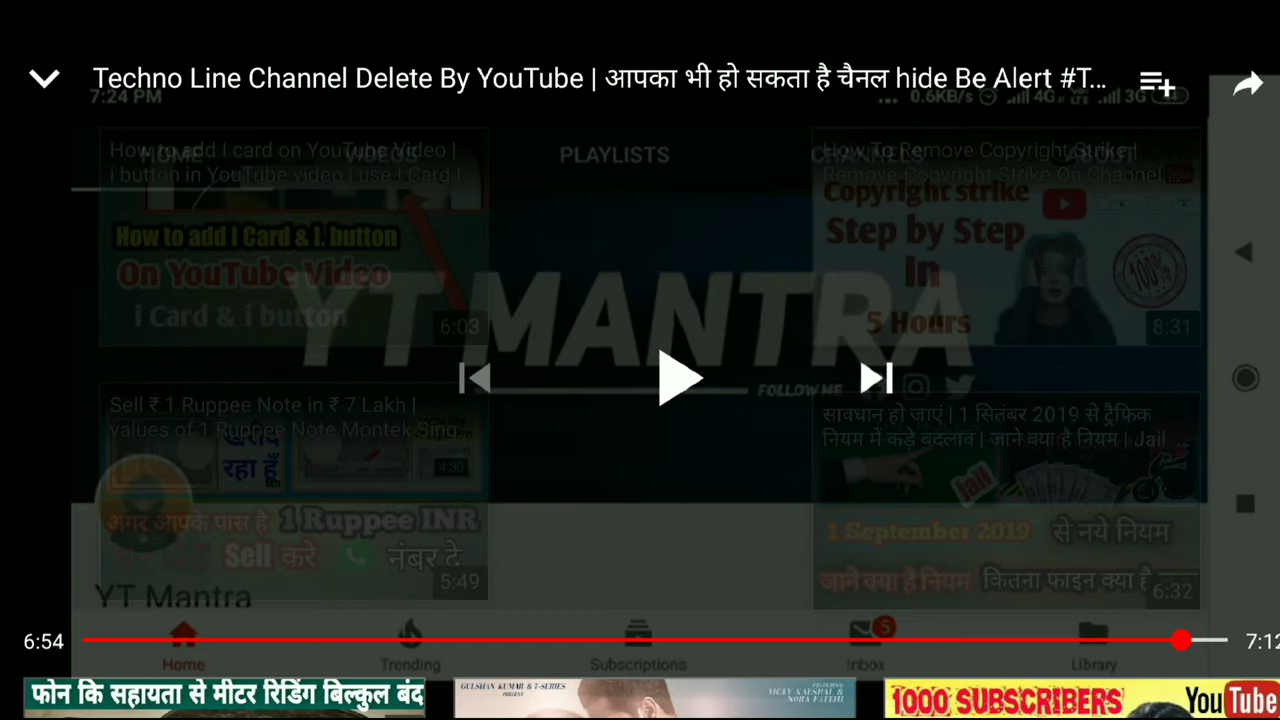 Techno Line Channel Delete By YouTube | आपका भी हो सकता है चैनल hide Be Alert #T...
7:24 PM
... 0.6KB/s 4G 3G
HOME VIDEOS PLAYLISTS CHANNELS ABOUT
How to add I card on YouTube Video |
i button in YouTube video | use I Card |
How to add I Card & I. button
On YouTube Video
i Card & i button
6:03
How To Remove Copyright Strike |
Remove Copyright Strike On Channel
Copyright strike
Step by Step
In
5 Hours
100%
8:31
YT MANTRA
FOLLOW ME
Sell ₹ 1 Ruppee Note in ₹ 7 Lakh |
values of 1 Ruppee Note Montek Sing
रहा
4:30
अगर आपके पास है 1 Ruppee INR
Sell करे नंबर दे
5:49
सावधान हो जाएं | 1 सितंबर 2019 से ट्रैफिक
नियम में कड़े बदलाव | जाने क्या है नियम | Jail ...
Jail
1 September 2019 से नये नियम
जाने क्या है नियम कितना फाइन क्या है
6:32
YT Mantra
6:54
7:12
Home Trending Subscriptions Inbox 5 Library
फोन कि सहायता से मीटर रिडिंग बिल्कुल बंद
GULSHAN KUMAR & T-SERIES
PRESENT
FEATURING
VICKY KAUSHAL &
NORA FATEHI
1000 SUBSCRIBERS YouTube